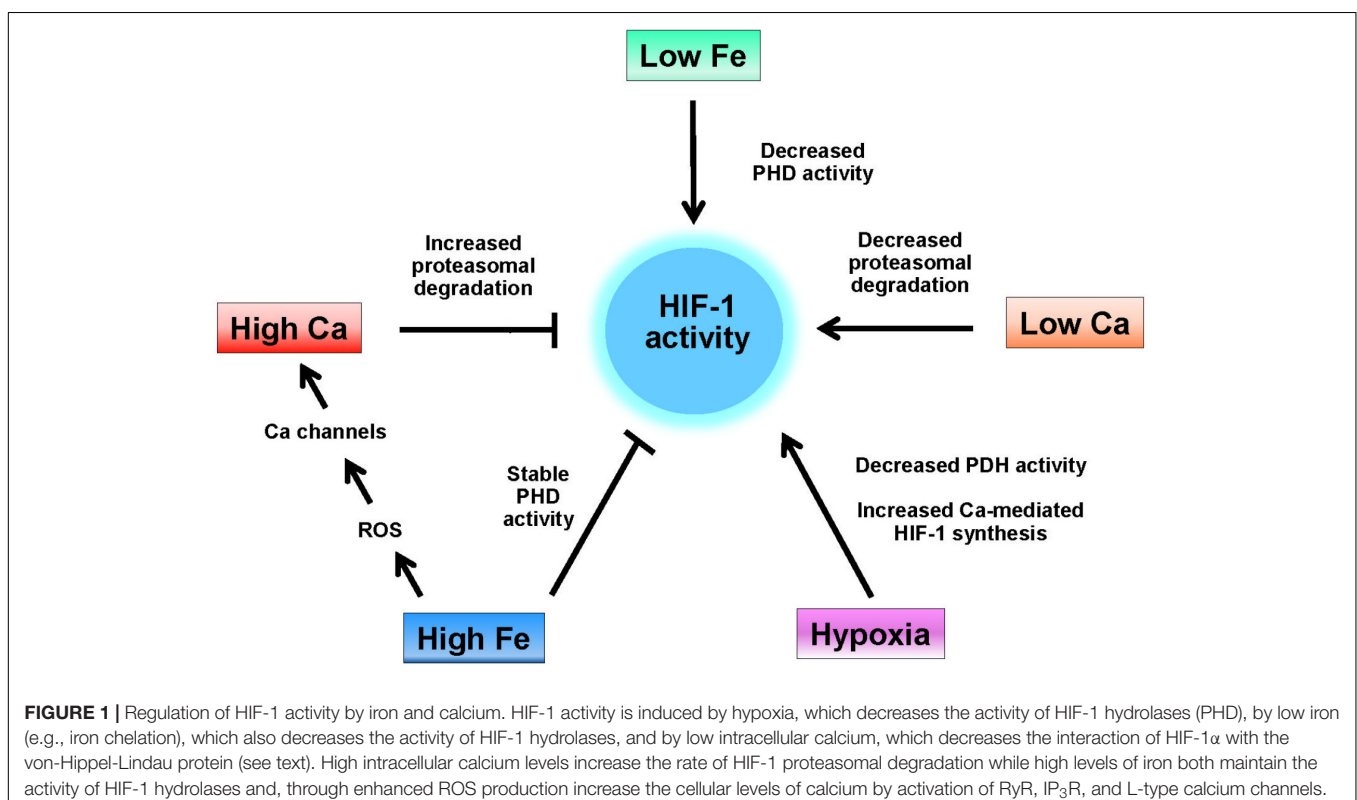 Low Fe
Decreased
PHD activity
Increased
proteasomal
degradation
Decreased
proteasomal
degradation
HIF-1
activity
High Ca
Low Ca
Ca channels
Stable
PHD
activity
ROS
Decreased PDH activity
Increased Ca-mediated
HIF-1 synthesis
High Fe
Hypoxia
FIGURE 1 | Regulation of HIF-1 activity by iron and calcium. HIF-1 activity is induced by hypoxia, which decreases the activity of HIF-1 hydrolases (PHD), by low iron
(e.g., iron chelation), which also decreases the activity of HIF-1 hydrolases, and by low intracellular calcium, which decreases the interaction of HIF-1α with the
von-Hippel-Lindau protein (see text). High intracellular calcium levels increase the rate of HIF-1 proteasomal degradation while high levels of iron both maintain the
activity of HIF-1 hydrolases and, through enhanced ROS production increase the cellular levels of calcium by activation of RyR, IP₃R, and L-type calcium channels.